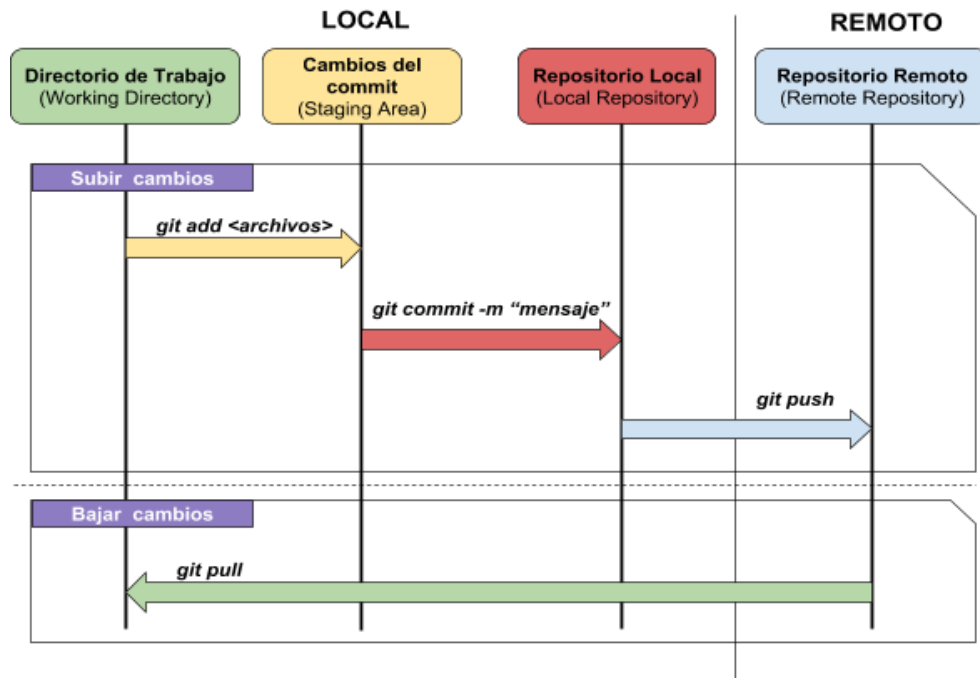 LOCAL
REMOTO
Directorio de Trabajo
(Working Directory)
Cambios del
commit
(Staging Area)
Repositorio Local
(Local Repository)
Repositorio Remoto
(Remote Repository)
Subir cambios
git add <archivos>
git commit -m “mensaje”
git push
Bajar cambios
git pull